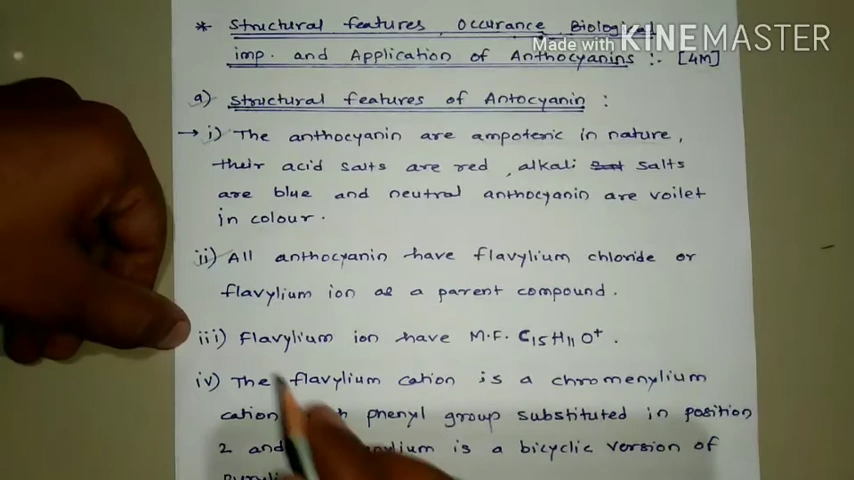 * Structural features, Occurance Biological
imp. and Application of Anthocyanins :- [4M]
Made with KINEMASTER
a) Structural features of Antocyanin :
→ i) The anthocyanin are ampoteric in nature,
their acid salts are red, alkali salts
are blue and neutral anthocyanin are voilet
in colour.
ii) All anthocyanin have flavylium chloride or
flavylium ion as a parent compound.
iii) Flavylium ion have M.F. C15H11O+.
iv) The flavylium cation is a chromenylium
cation phenyl group substituted in position
2 and is a bicyclic version of